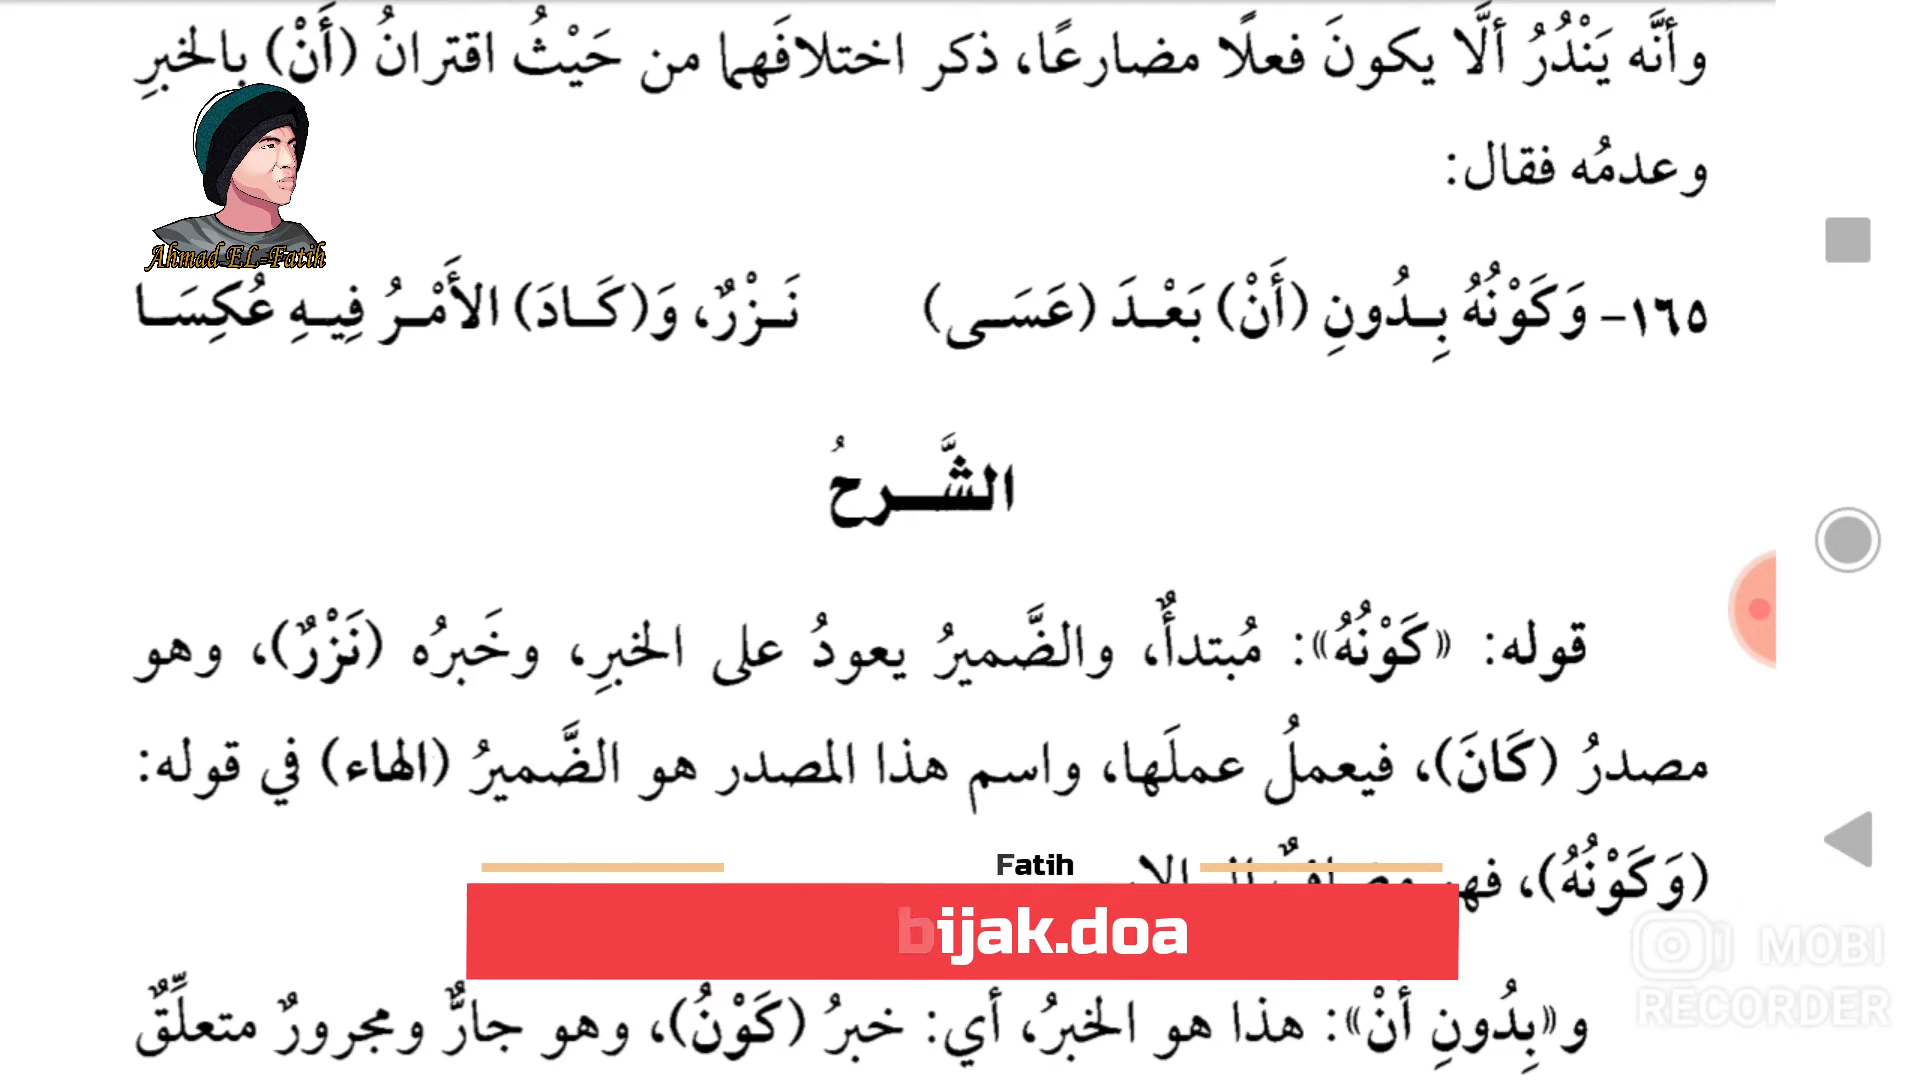 وأنَّه يَنْدُرُ ألَّا يكونَ فعلًا مضارعًا، ذكر اختلافَهما من حَيْثُ اقترانُ (أَنْ) بالخبرِ
وعدمُه فقال:
Ahmad EL-Fatih
١٦٥- وَكَوْنُهُ بِدُونِ (أَنْ) بَعْدَ (عَسَى) نَزْرٌ، وَ(كَادَ) الأَمْرُ فِيهِ عُكِسَا
الشَّرحُ
قوله: «كَوْنُهُ»: مُبتدأٌ، والضَّميرُ يعودُ على الخبرِ، وخَبرُه (نَزْرٌ)، وهو
مصدرُ (كَانَ)، فيعملُ عملَها، واسم هذا المصدر هو الضَّميرُ (الهاء) في قوله:
(وَكَوْنُهُ)، فهو
Fatih
bijak.doa
و«بِدُونِ أنْ»: هذا هو الخبرُ، أي: خبرُ (كَوْنُ)، وهو جارٌّ ومجرورٌ متعلِّقٌ
MOBI
RECORDER